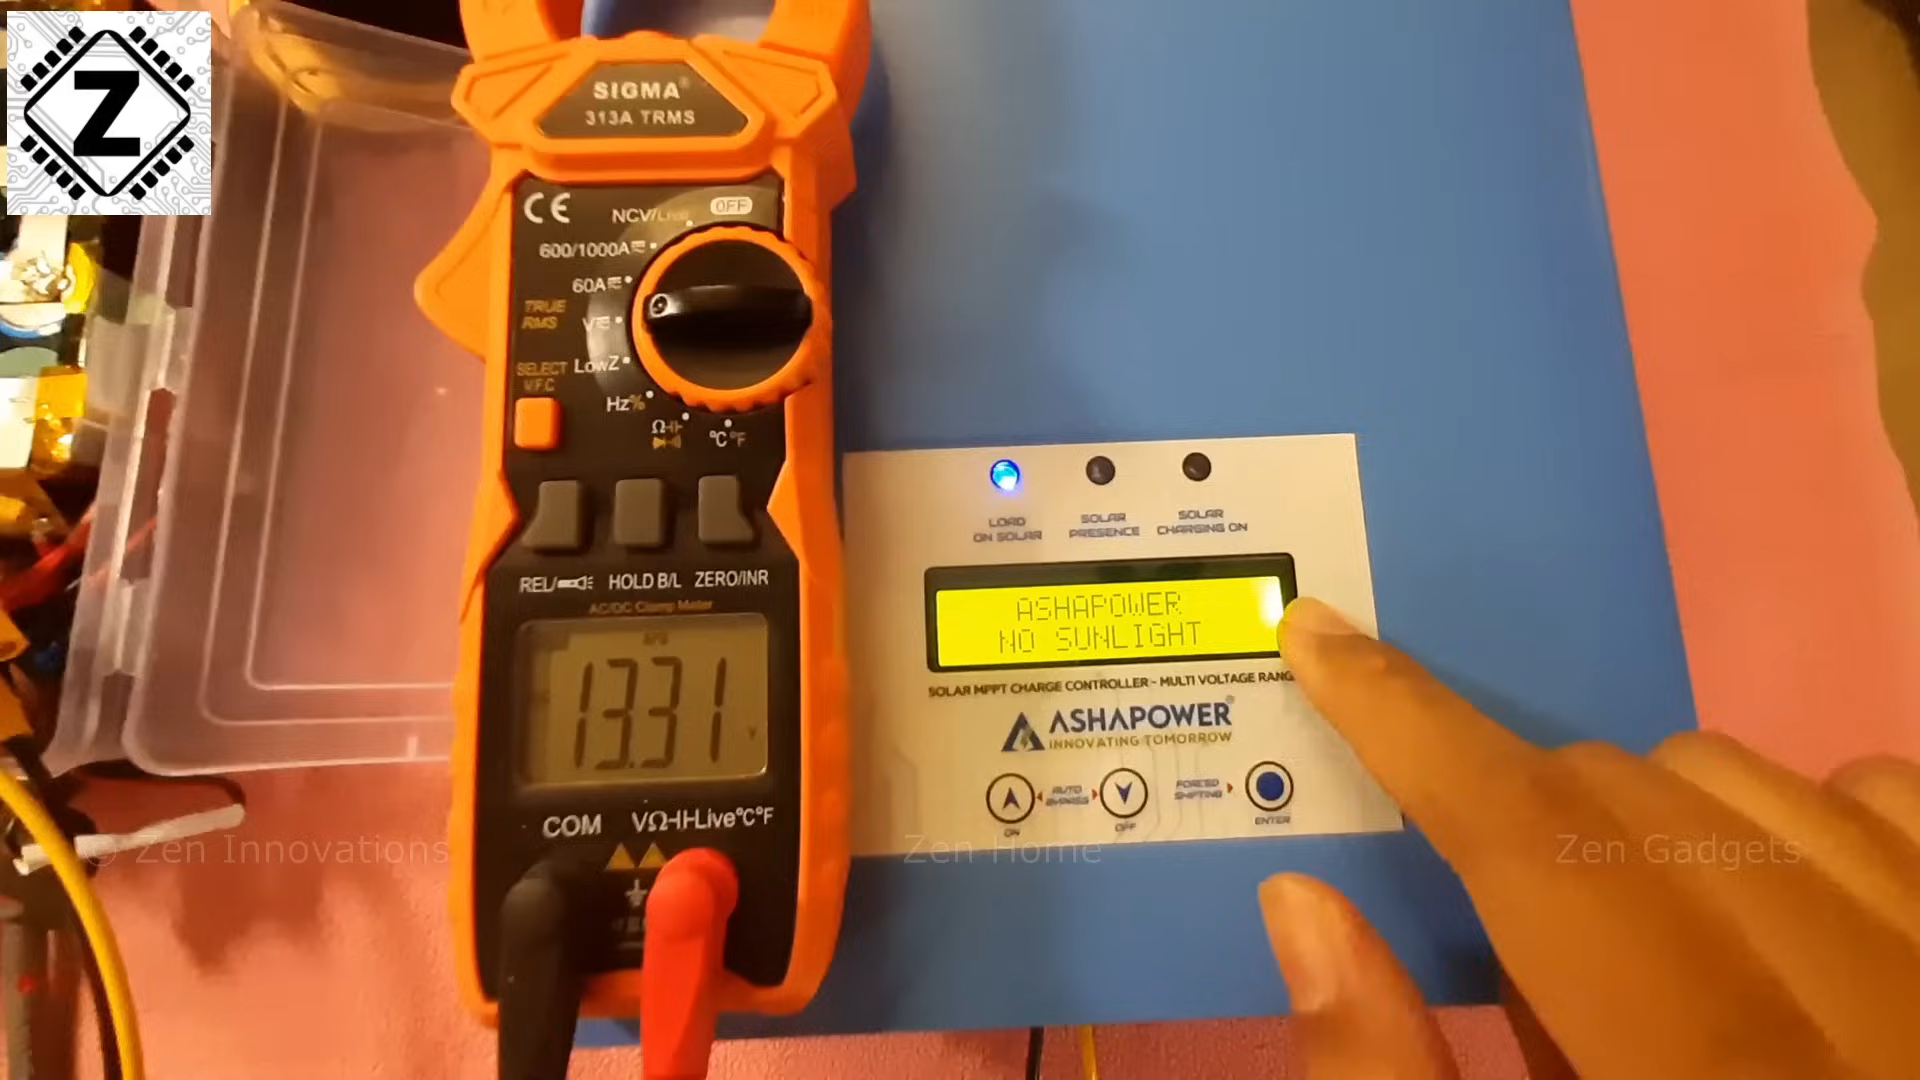 Z
SIGMA®
313A TRMS
CE
NCV/Live
OFF
600/1000A
60A
TRUE
RMS
V
SELECT
V.F.C
LowZ
Hz%
Ω
°C°F
REL/
HOLD B/L
ZERO/INR
AC/DC Clamp Meter
13.31
V
COM
VΩ Live°C°F
LOAD
ON SOLAR
SOLAR
PRESENCE
SOLAR
CHARGING ON
ASHAPOWER
NO SUNLIGHT
SOLAR MPPT CHARGE CONTROLLER - MULTI VOLTAGE RANG
ASHAPOWER®
INNOVATING TOMORROW
AUTO
BYPASS
FORCED
SHIFTING
ON
OFF
ENTER
© Zen Innovations
Zen Home
Zen Gadgets